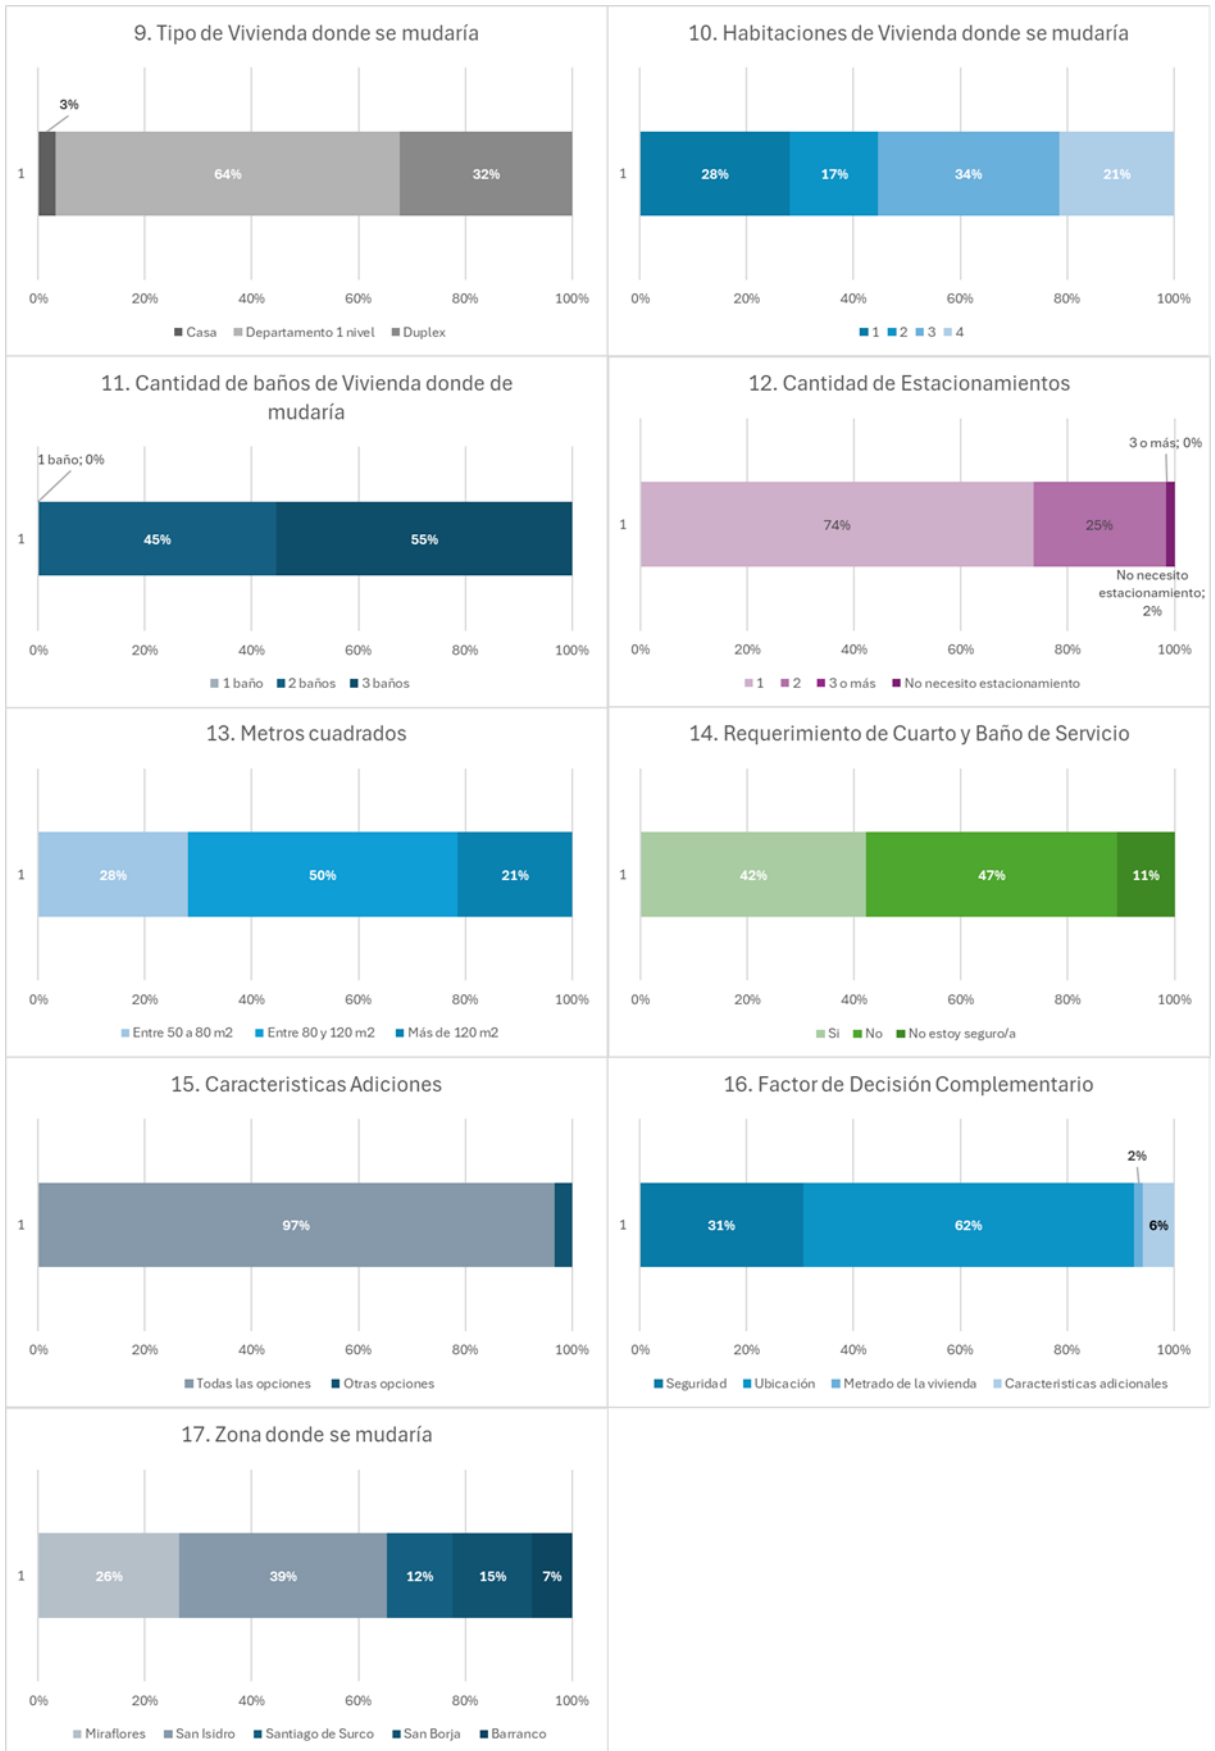 9. Tipo de Vivienda donde se mudaría
3%
1
64%
32%
0%
20%
40%
60%
80%
100%
Casa
Departamento 1 nivel
Duplex
10. Habitaciones de Vivienda donde se mudaría
1
28%
17%
34%
21%
0%
20%
40%
60%
80%
100%
1
2
3
4
11. Cantidad de baños de Vivienda donde de
mudaría
1 baño; 0%
1
45%
55%
0%
20%
40%
60%
80%
100%
1 baño
2 baños
3 baños
12. Cantidad de Estacionamientos
3 o más; 0%
1
74%
25%
No necesito
estacionamiento;
2%
0%
20%
40%
60%
80%
100%
1
2
3 o más
No necesito estacionamiento
13. Metros cuadrados
1
28%
50%
21%
0%
20%
40%
60%
80%
100%
Entre 50 a 80 m2
Entre 80 y 120 m2
Más de 120 m2
14. Requerimiento de Cuarto y Baño de Servicio
1
42%
47%
11%
0%
20%
40%
60%
80%
100%
Si
No
No estoy seguro/a
15. Caracteristicas Adiciones
1
97%
0%
20%
40%
60%
80%
100%
Todas las opciones
Otras opciones
16. Factor de Decisión Complementario
2%
1
31%
62%
6%
0%
20%
40%
60%
80%
100%
Seguridad
Ubicación
Metrado de la vivienda
Caracteristicas adicionales
17. Zona donde se mudaría
1
26%
39%
12%
15%
7%
0%
20%
40%
60%
80%
100%
Miraflores
San Isidro
Santiago de Surco
San Borja
Barranco